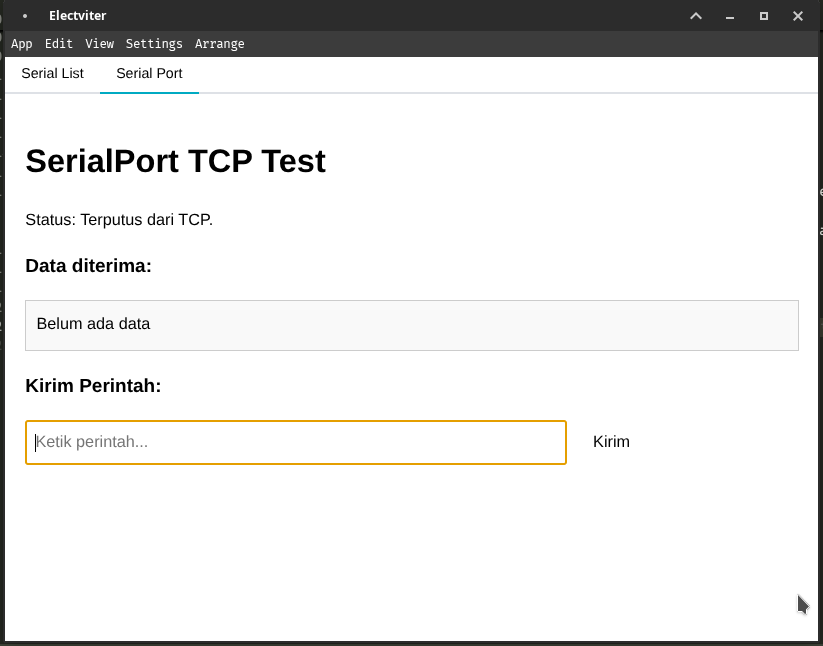 Electviter
App Edit View Settings Arrange
Serial List Serial Port
SerialPort TCP Test
Status: Terputus dari TCP.
Data diterima:
Belum ada data
Kirim Perintah:
Ketik perintah... Kirim